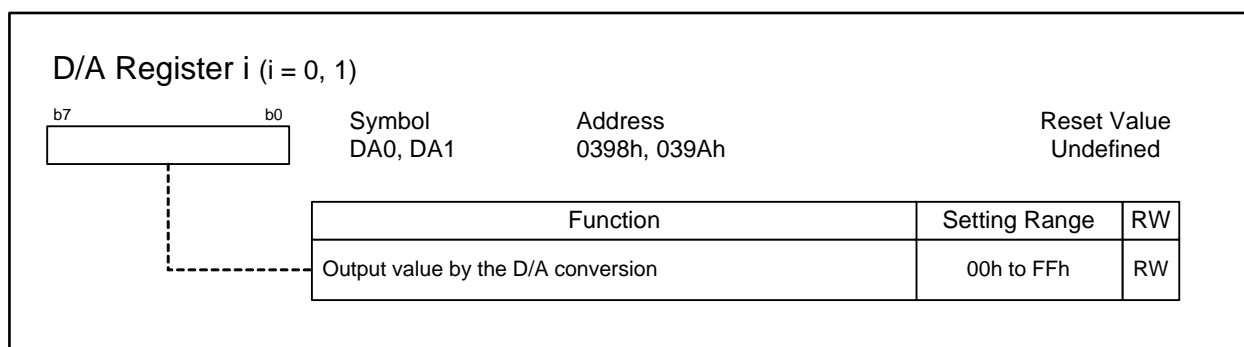 D/A Register i (i = 0, 1)
b7 b0
Symbol Address Reset Value
DA0, DA1 0398h, 039Ah Undefined
Function Setting Range RW
Output value by the D/A conversion 00h to FFh RW